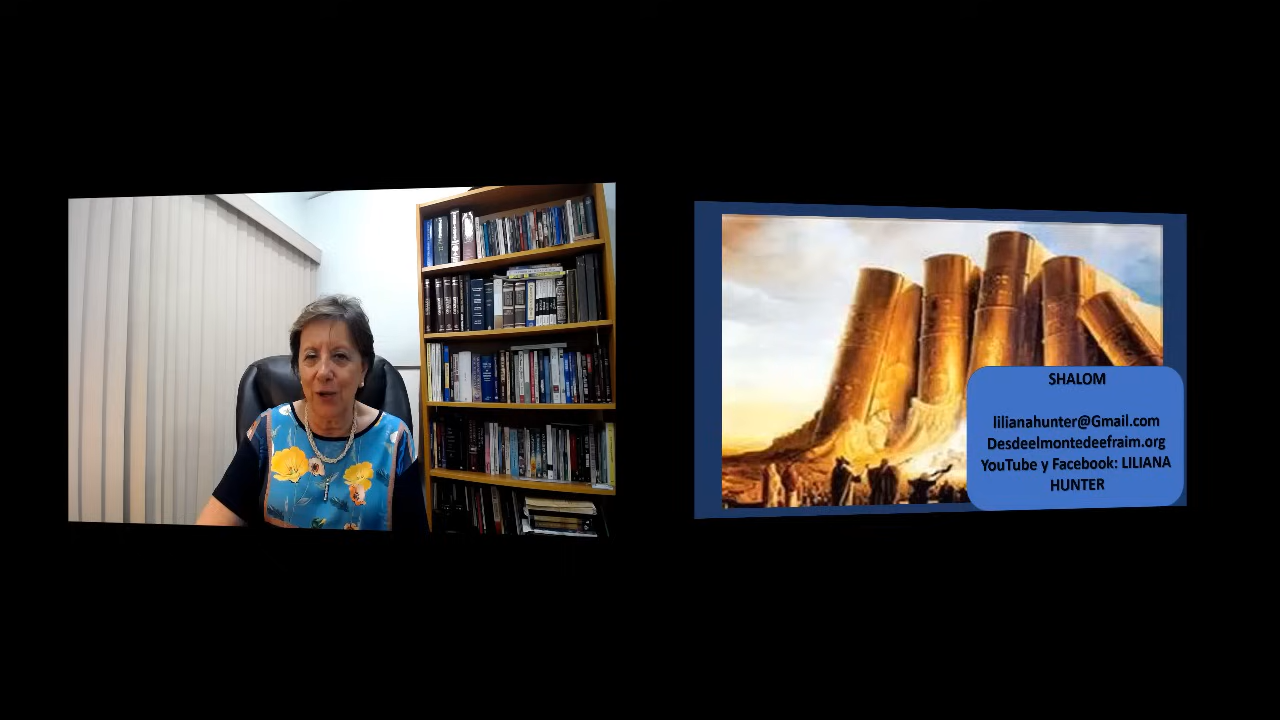 SHALOM
lilianahunter@Gmail.com
Desdeelmontedeefraim.org
YouTube y Facebook: LILIANA
HUNTER